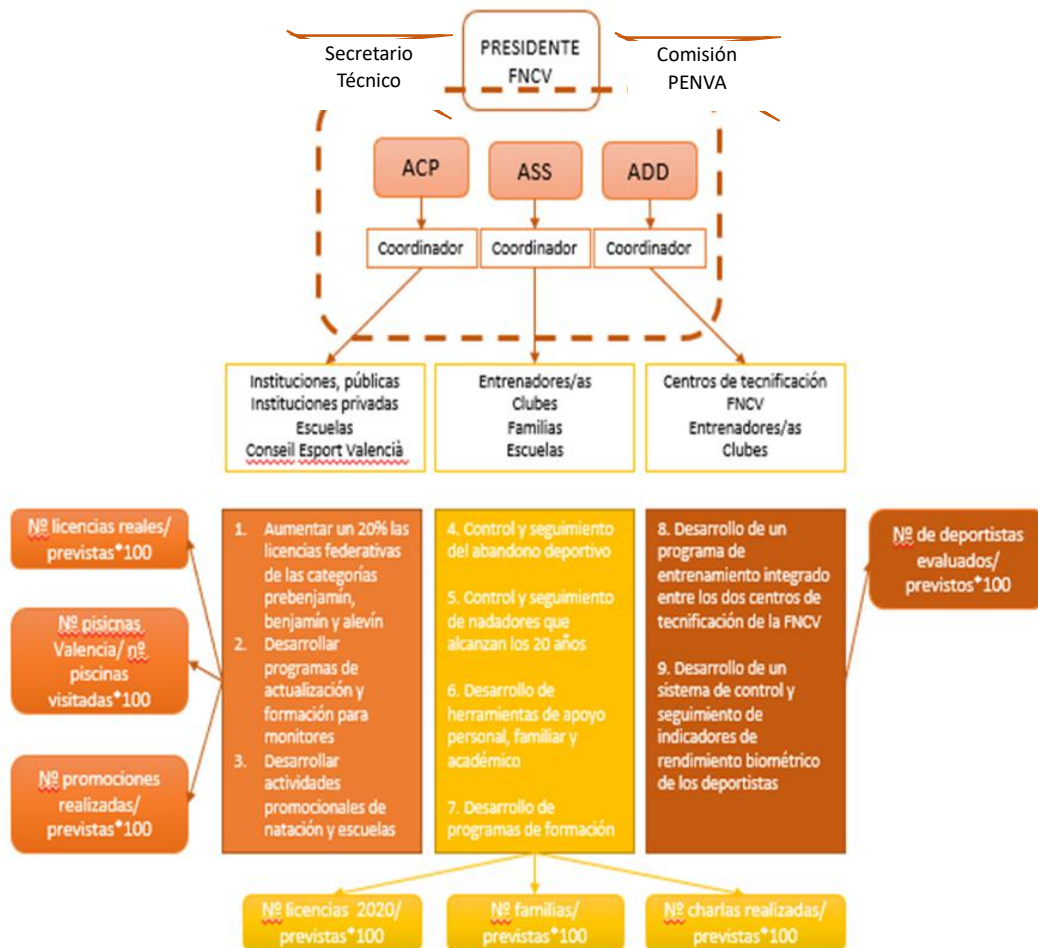 Secretario
Técnico
PRESIDENTE
FNCV
Comisión
PENVA
ACP
ASS
ADD
Coordinador
Coordinador
Coordinador
Instituciones, públicas
Instituciones privadas
Escuelas
Conseil Esport Valencià
Entrenadores/as
Clubes
Familias
Escuelas
Centros de tecnificación
FNCV
Entrenadores/as
Clubes
Nº licencias reales/
previstas*100
Nº pisicnas
Valencia/ nº
piscinas
visitadas*100
Nº promociones
realizadas/
previstas*100
1. Aumentar un 20% las
licencias federativas
de las categorías
prebenjamín,
benjamín y alevín
2. Desarrollar
programas de
actualización y
formación para
monitores
3. Desarrollar
actividades
promocionales de
natación y escuelas
4. Control y seguimiento
del abandono deportivo
5. Control y seguimiento
de nadadores que
alcanzan los 20 años
6. Desarrollo de
herramientas de apoyo
personal, familiar y
académico
7. Desarrollo de
programas de formación
8. Desarrollo de un
programa de
entrenamiento integrado
entre los dos centros de
tecnificación de la FNCV
9. Desarrollo de un
sistema de control y
seguimiento de
indicadores de
rendimiento biométrico
de los deportistas
Nº de deportistas
evaluados/
previstos*100
Nº licencias 2020/
previstas*100
Nº familias/
previstas*100
Nº charlas realizadas/
previstas*100